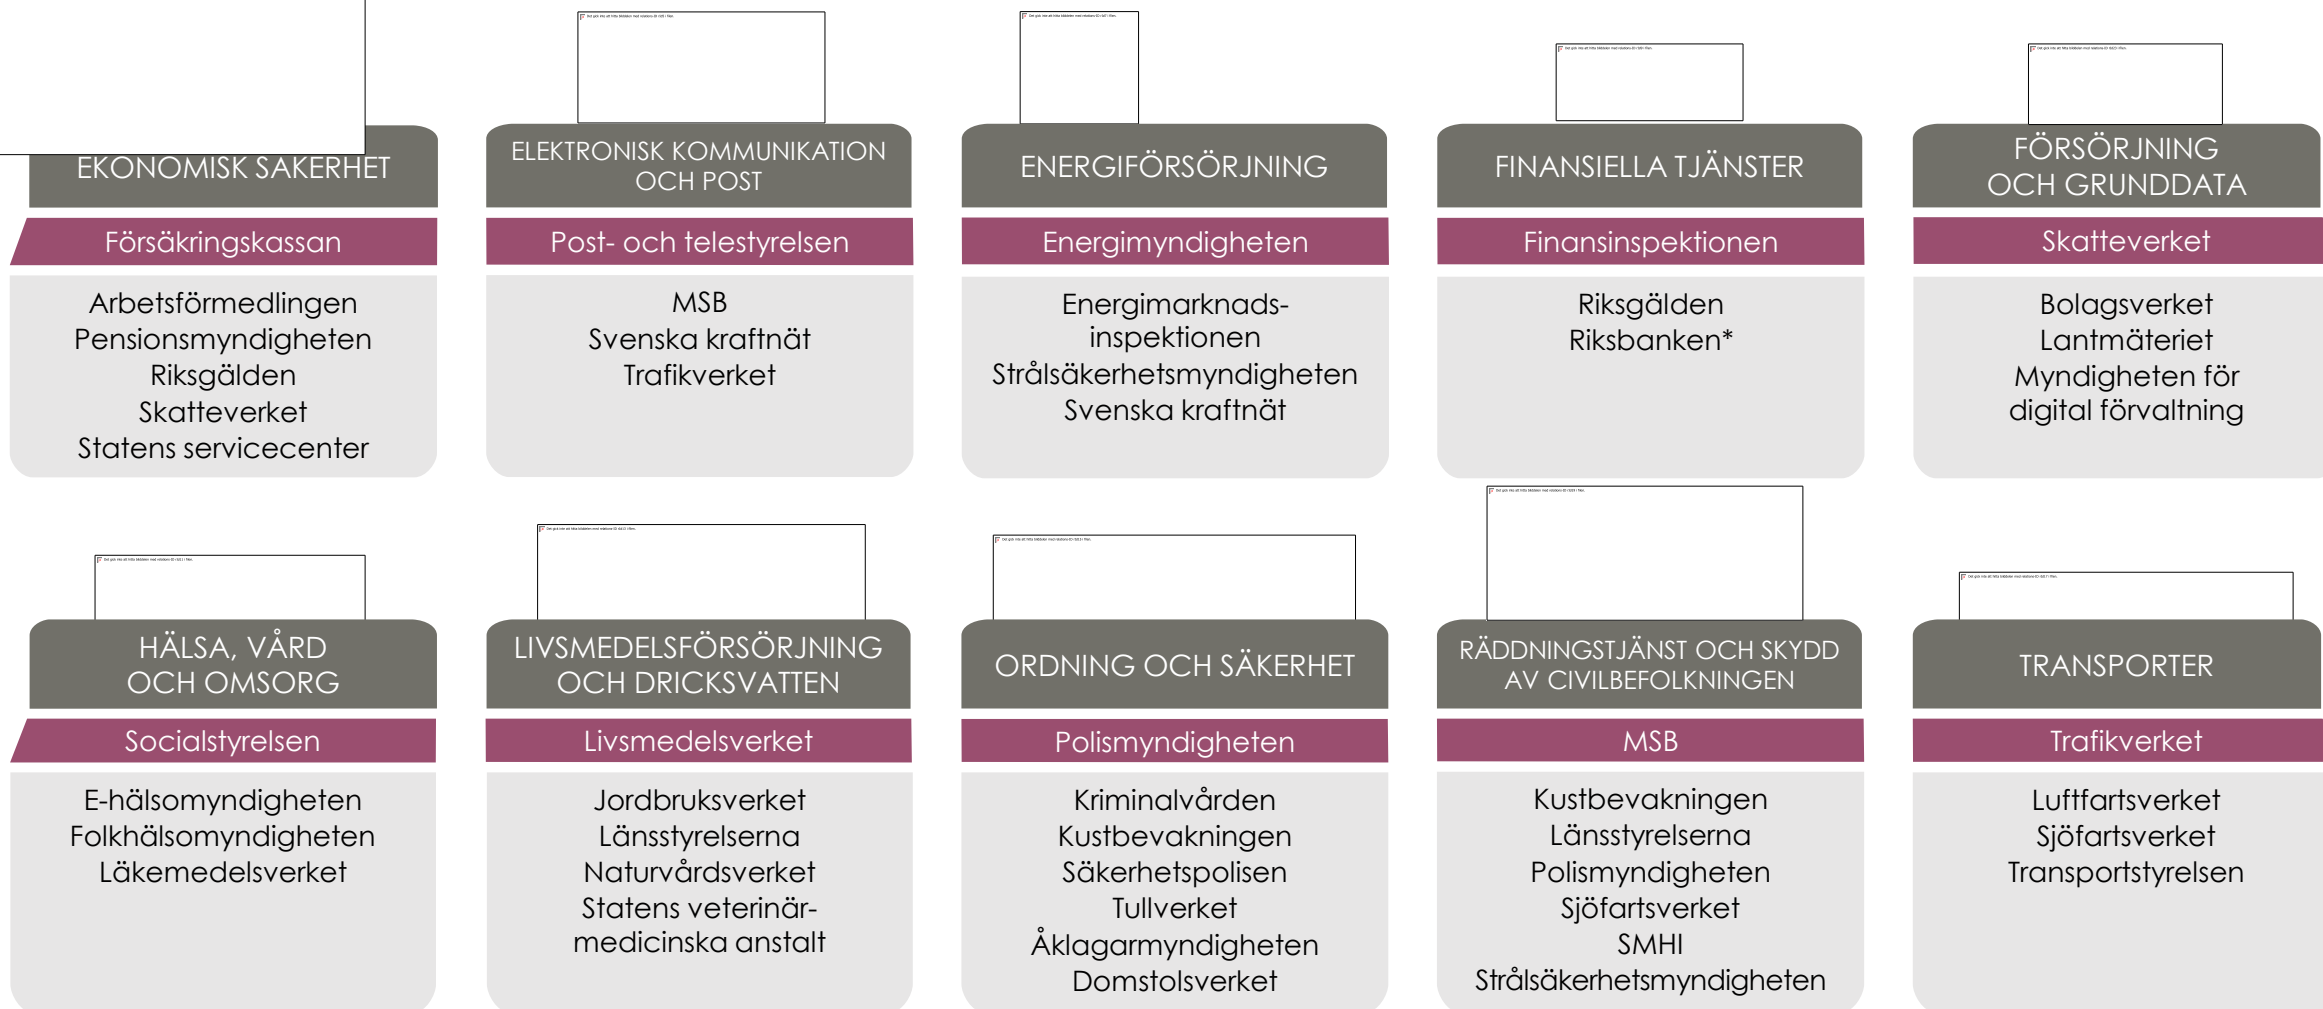 EKONOMISK SÄKERHET
Försäkringskassan
Arbetsförmedlingen
Pensionsmyndigheten
Riksgälden
Skatteverket
Statens servicecenter
ELEKTRONISK KOMMUNIKATION
OCH POST
Post- och telestyrelsen
MSB
Svenska kraftnät
Trafikverket
ENERGIFÖRSÖRJNING
Energimyndigheten
Energimarknads-
inspektionen
Strålsäkerhetsmyndigheten
Svenska kraftnät
FINANSIELLA TJÄNSTER
Finansinspektionen
Riksgälden
Riksbanken*
FÖRSÖRJNING
OCH GRUNDDATA
Skatteverket
Bolagsverket
Lantmäteriet
Myndigheten för
digital förvaltning
HÄLSA, VÅRD
OCH OMSORG
Socialstyrelsen
E-hälsomyndigheten
Folkhälsomyndigheten
Läkemedelsverket
LIVSMEDELSFÖRSÖRJNING
OCH DRICKSVATTEN
Livsmedelsverket
Jordbruksverket
Länsstyrelserna
Naturvårdsverket
Statens veterinär-
medicinska anstalt
ORDNING OCH SÄKERHET
Polismyndigheten
Kriminalvården
Kustbevakningen
Säkerhetspolisen
Tullverket
Åklagarmyndigheten
Domstolsverket
RÄDDNINGSTJÄNST OCH SKYDD
AV CIVILBEFOLKNINGEN
MSB
Kustbevakningen
Länsstyrelserna
Polismyndigheten
Sjöfartsverket
SMHI
Strålsäkerhetsmyndigheten
TRANSPORTER
Trafikverket
Luftfartsverket
Sjöfartsverket
Transportstyrelsen